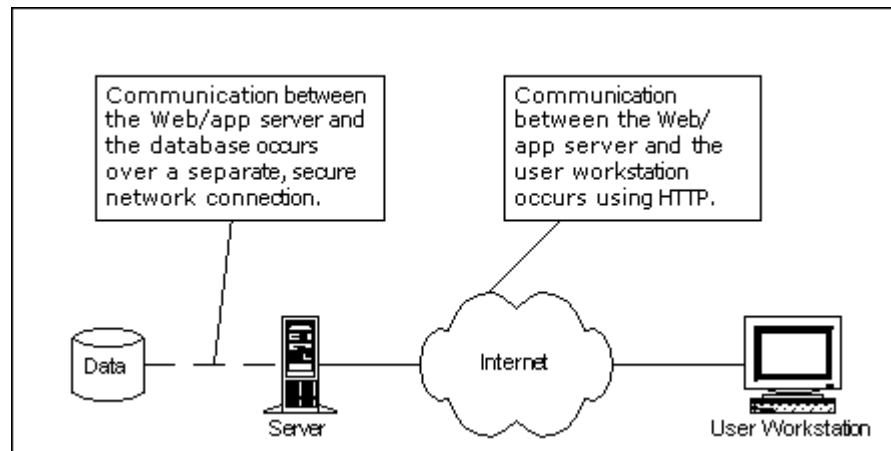 Communication between
the Web/app server and
the database occurs
over a separate, secure
network connection.
Communication
between the Web/
app server and the
user workstation
occurs using HTTP.
Data
Server
Internet
User Workstation